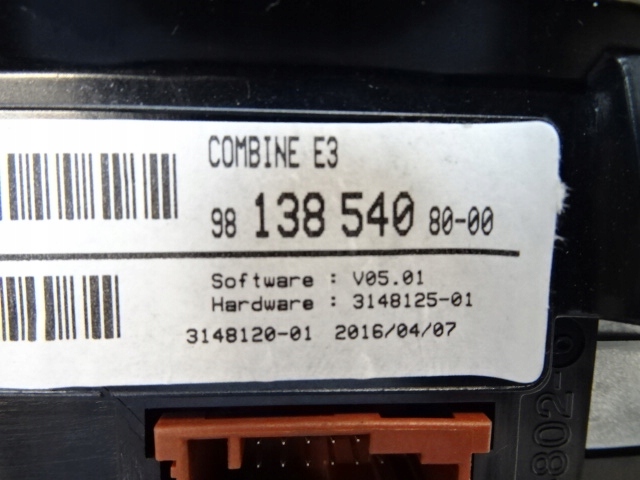 COMBINE E3
98 138 540 80-00
Software : V05.01
Hardware : 3148125-01
3148120-01 2016/04/07